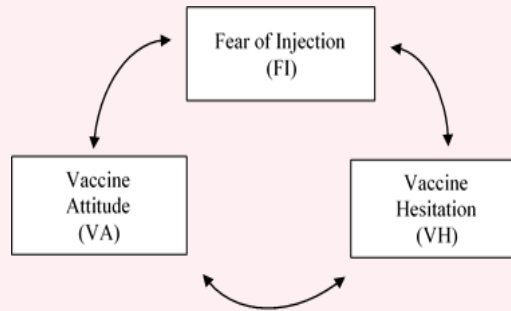 Fear of Injection
(FI)
Vaccine
Attitude
(VA)
Vaccine
Hesitation
(VH)